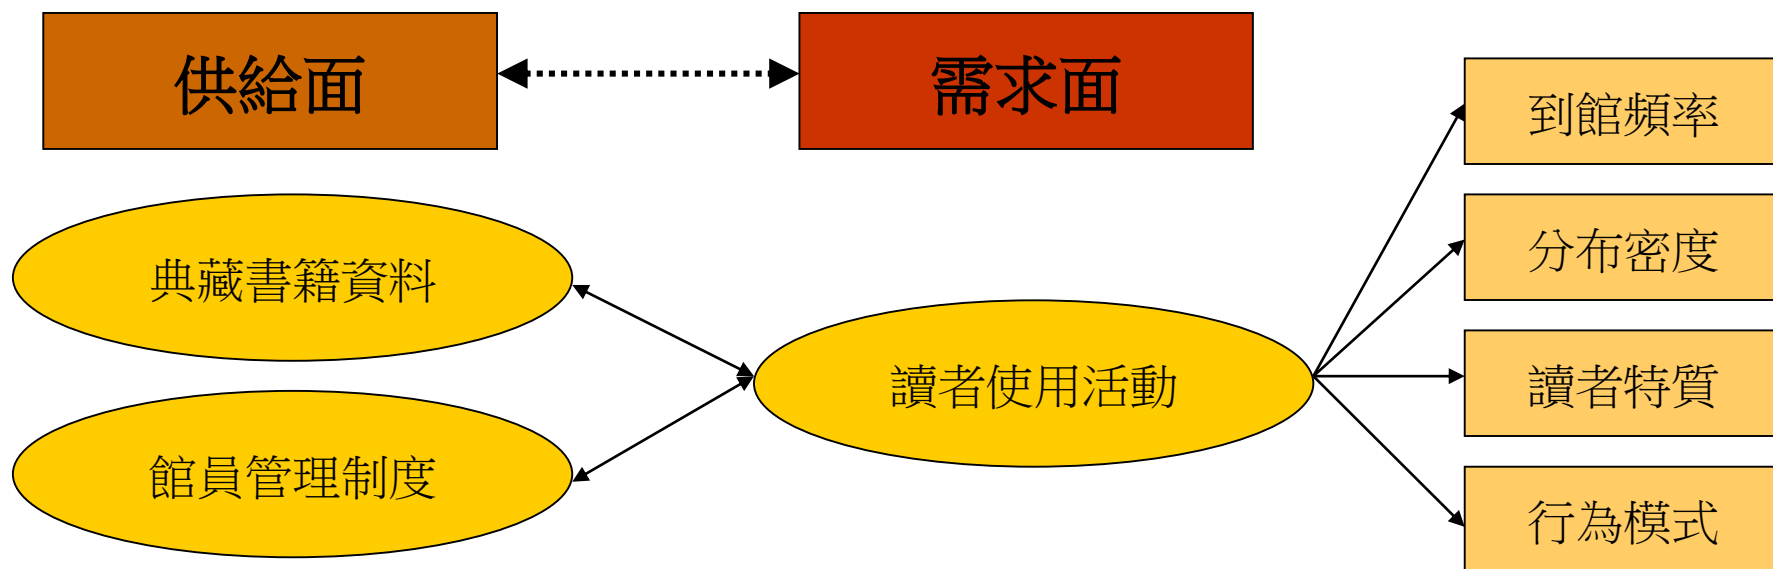 供給面
需求面
典藏書籍資料
館員管理制度
讀者使用活動
到館頻率
分布密度
讀者特質
行為模式